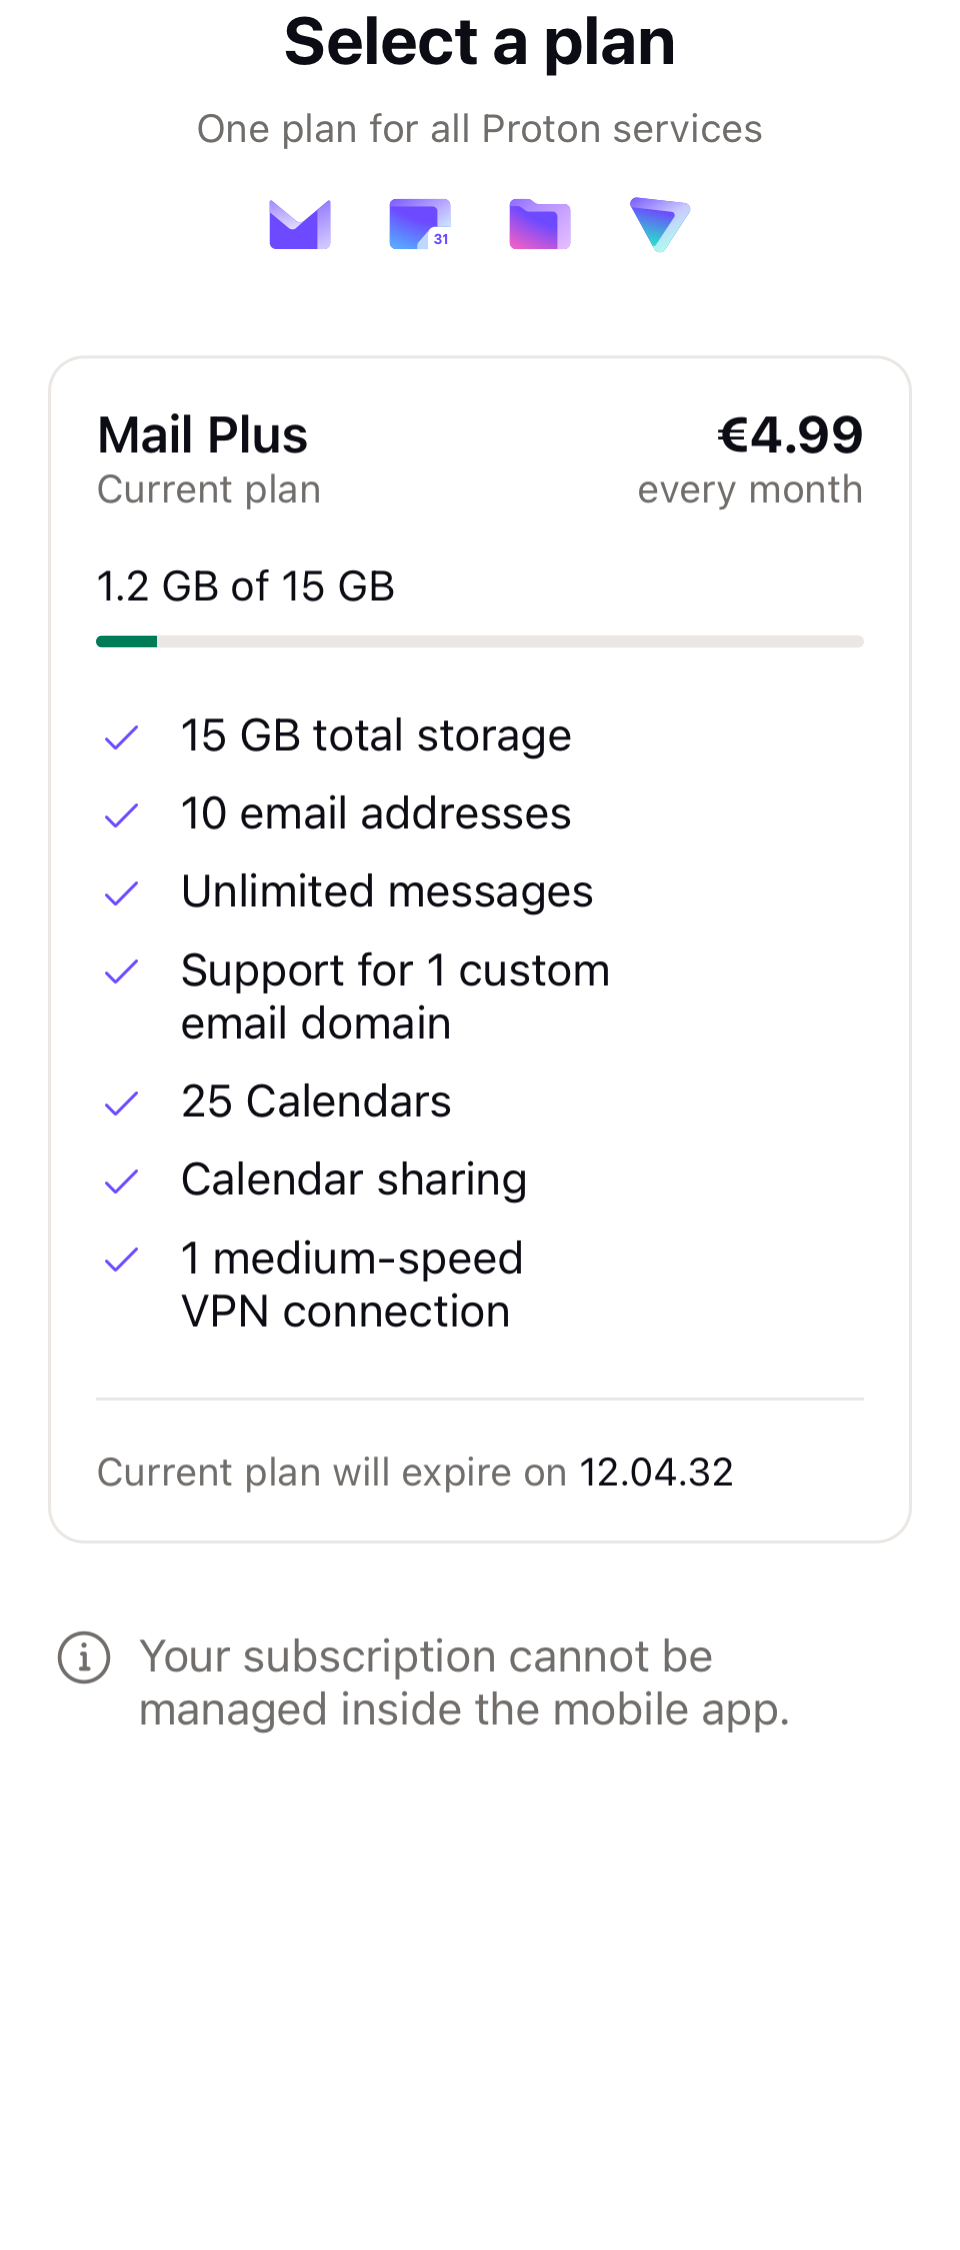 Select a plan
One plan for all Proton services
31
Mail Plus
€4.99
Current plan
every month
1.2 GB of 15 GB
15 GB total storage
10 email addresses
Unlimited messages
Support for 1 custom
email domain
25 Calendars
Calendar sharing
1 medium-speed
VPN connection
Current plan will expire on 12.04.32
Your subscription cannot be
managed inside the mobile app.